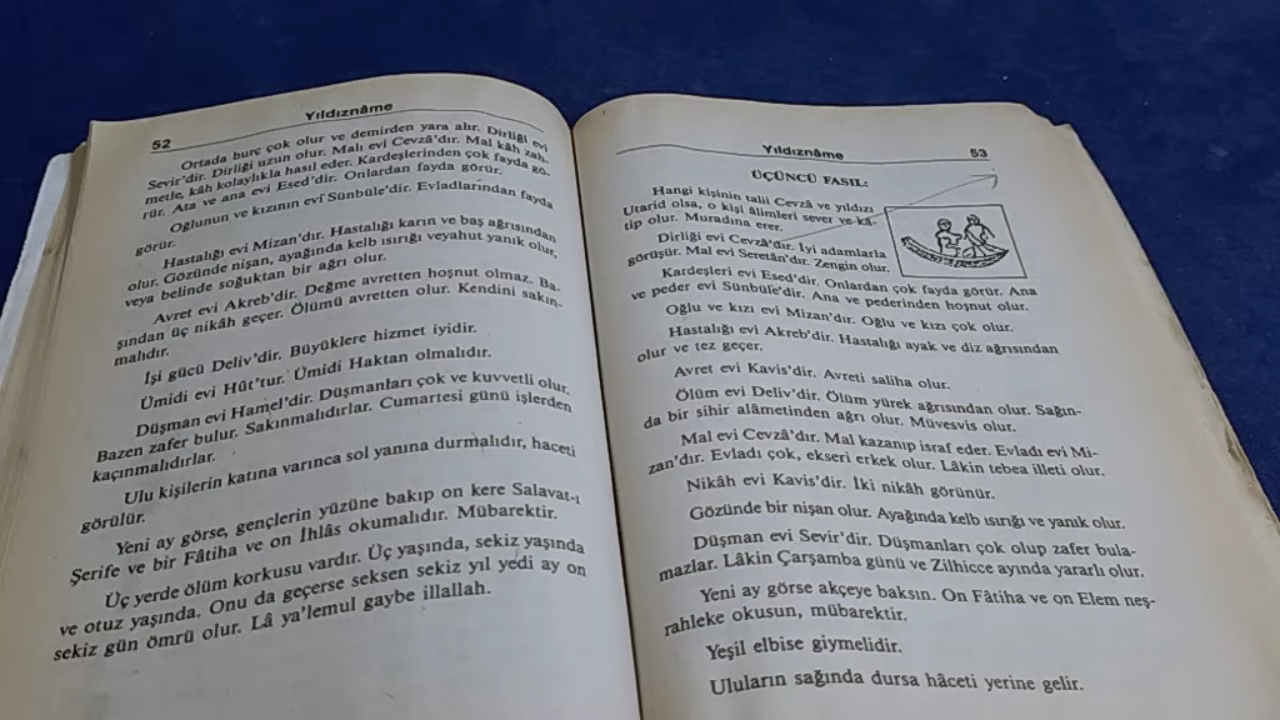 52
Yıldıznâme
Ortada burç çok olur ve demirden yara alır. Dirliği evi
Sevir'dir. Dirliği uzun olur. Malı evi Cevzâ'dır. Mal kâh zah-
metle, kâh kolaylıkla hasıl eder. Kardeşlerinden çok fayda gö-
rür. Ata ve ana evi Esed'dir. Onlardan fayda görür.
Oğlunun ve kızının evi Sünbüle'dir. Evladlarından fayda
görür.
Hastalığı evi Mizan'dır. Hastalığı karın ve baş ağrısından
olur. Gözünde nişan, ayağında kelb ısırığı veyahut yanık olur,
veya belinde soğuktan bir ağrı olur.
Avret evi Akreb'dir. Değme avretten hoşnut olmaz. Ba-
şından üç nikâh geçer. Ölümü avretten olur. Kendini sakın-
malıdır.
İşi gücü Deliv'dir. Büyüklere hizmet iyidir.
Ümidi evi Hût'tur. Ümidi Haktan olmalıdır.
Düşman evi Hamel'dir. Düşmanları çok ve kuvvetli olur.
Bazen zafer bulur. Sakınmalıdırlar. Cumartesi günü işlerden
kaçınmalıdırlar.
Ulu kişilerin katına varınca sol yanına durmalıdır, haceti
görülür.
Yeni ay görse, gençlerin yüzüne bakıp on kere Salavat-ı
Şerife ve bir Fâtiha ve on İhlâs okumalıdır. Mübarektir.
Üç yerde ölüm korkusu vardır. Üç yaşında, sekiz yaşında
ve otuz yaşında. Onu da geçerse seksen sekiz yıl yedi ay on
sekiz gün ömrü olur. Lâ ya'lemul gaybe illallah.
Yıldıznâme
53
ÜÇÜNCÜ FASIL:
Hangi kişinin talii Cevzâ ve yıldızı
Utarid olsa, o kişi âlimleri sever ve kâ-
tip olur. Muradına erer.
Dirliği evi Cevzâ'dır. İyi adamlarla
görüşür. Mal evi Seretân'dır. Zengin olur.
Kardeşleri evi Esed'dir. Onlardan çok fayda görür. Ana
ve peder evi Sünbüle'dir. Ana ve pederinden hoşnut olur.
Oğlu ve kızı evi Mizan'dır. Oğlu ve kızı çok olur.
Hastalığı evi Akreb'dir. Hastalığı ayak ve diz ağrısından
olur ve tez geçer.
Avret evi Kavis'dir. Avreti saliha olur.
Ölüm evi Deliv'dir. Ölüm yürek ağrısından olur. Sağın-
da bir sihir alâmetinden ağrı olur. Müvesvis olur.
Mal evi Cevzâ'dır. Mal kazanıp israf eder. Evladı evi Mi-
zan'dır. Evladı çok, ekseri erkek olur. Lâkin tebea illeti olur.
Nikâh evi Kavis'dir. İki nikâh görünür.
Gözünde bir nişan olur. Ayağında kelb ısırığı ve yanık olur.
Düşman evi Sevir'dir. Düşmanları çok olup zafer bula-
mazlar. Lâkin Çarşamba günü ve Zilhicce ayında yararlı olur.
Yeni ay görse akçeye baksın. On Fâtiha ve on Elem neş-
rahleke okusun, mübarektir.
Yeşil elbise giymelidir.
Uluların sağında dursa hâceti yerine gelir.